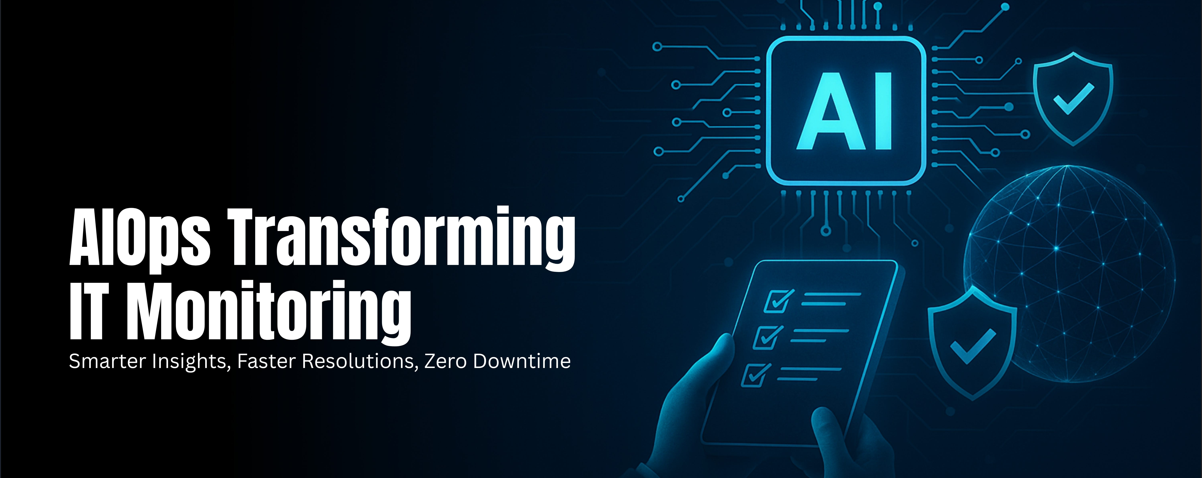 AI
AIOps Transforming
IT Monitoring
Smarter Insights, Faster Resolutions, Zero Downtime